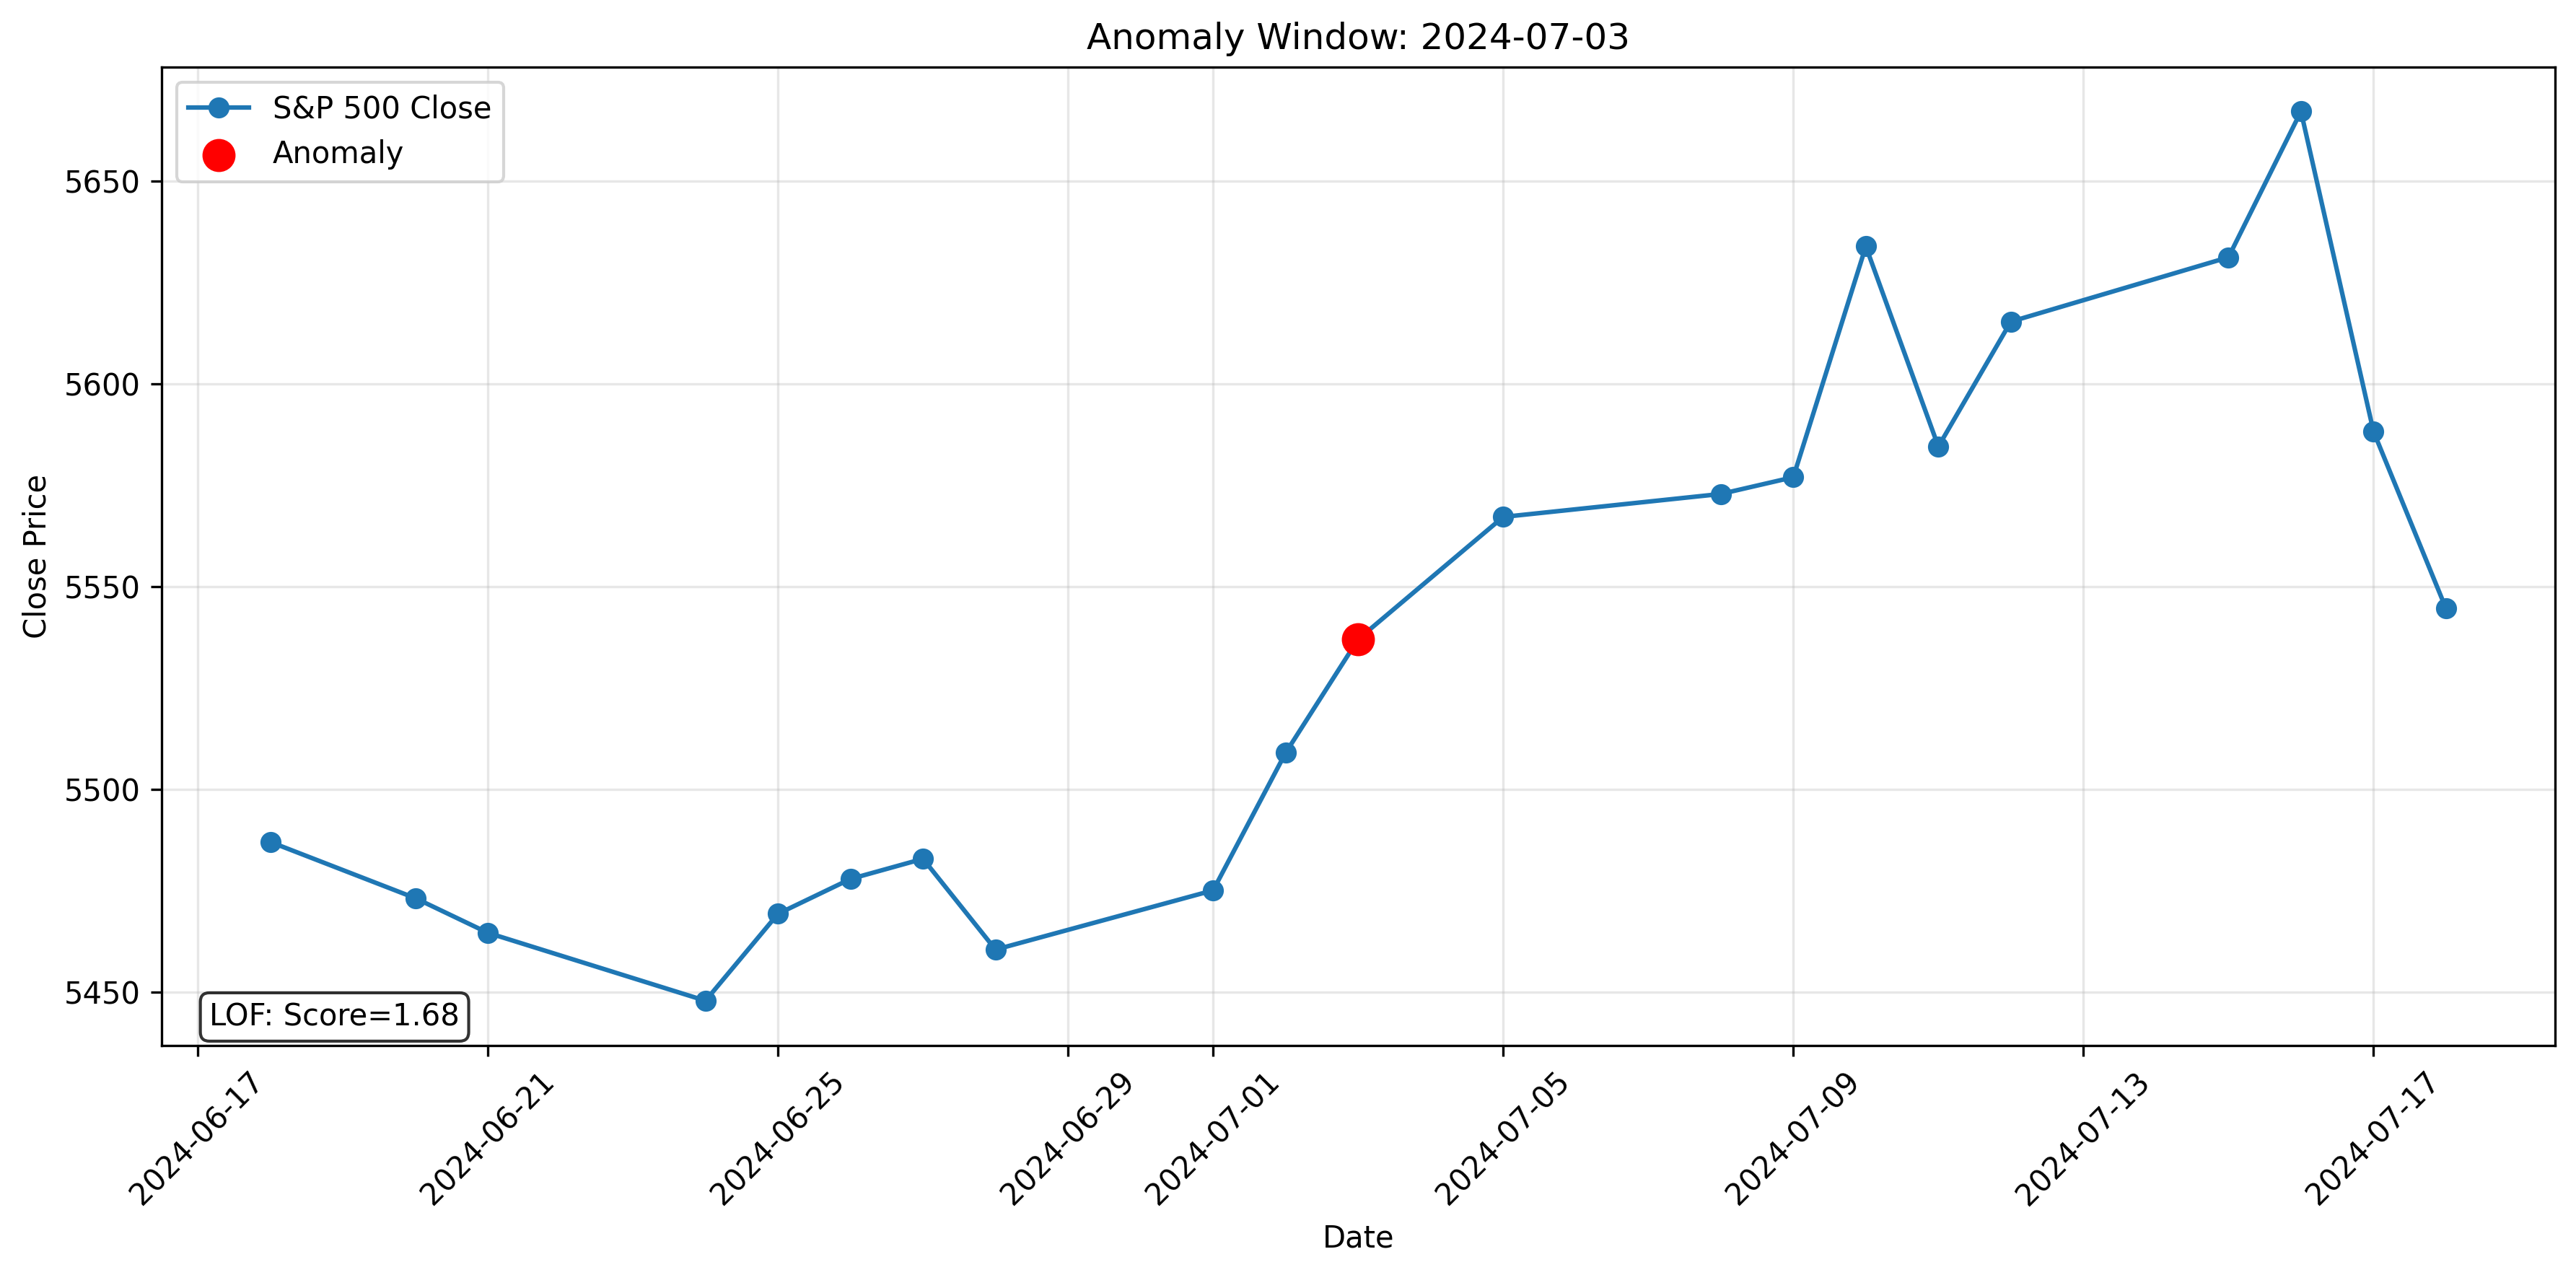 Anomaly Window: 2024-07-03
S&P 500 Close
Anomaly
5650
5600
5550
5500
5450
Close Price
LOF: Score=1.68
2024-06-17
2024-06-21
2024-06-25
2024-06-29
2024-07-01
2024-07-05
2024-07-09
2024-07-13
2024-07-17
Date